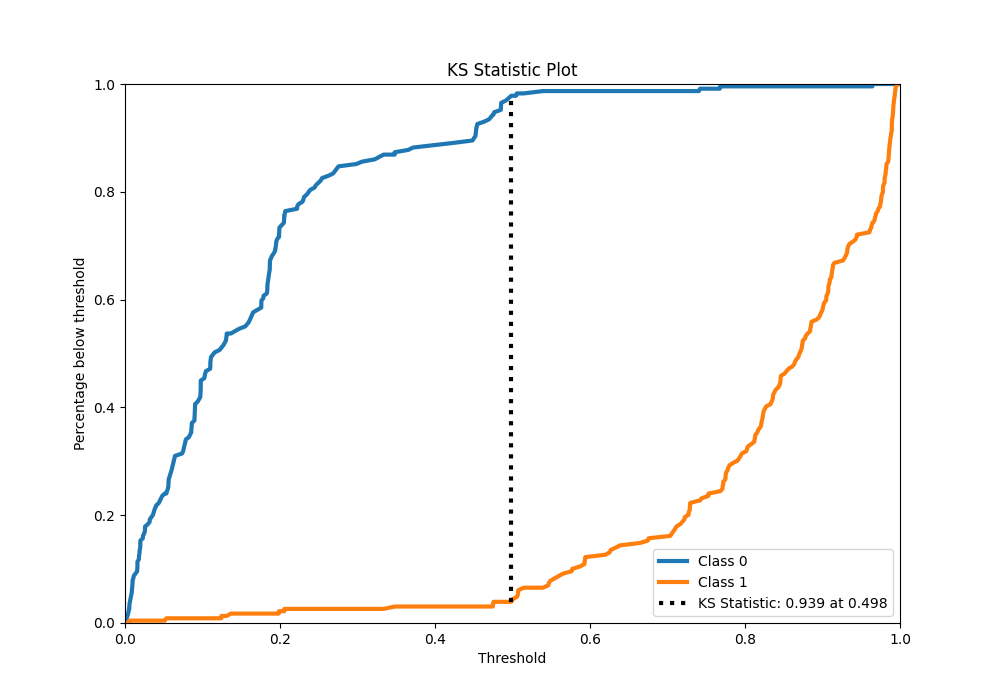 KS Statistic Plot
Percentage below threshold
1.0
0.8
0.6
0.4
0.2
0.0
0.0 0.2 0.4 0.6 0.8 1.0
Threshold
Class 0
Class 1
KS Statistic: 0.939 at 0.498